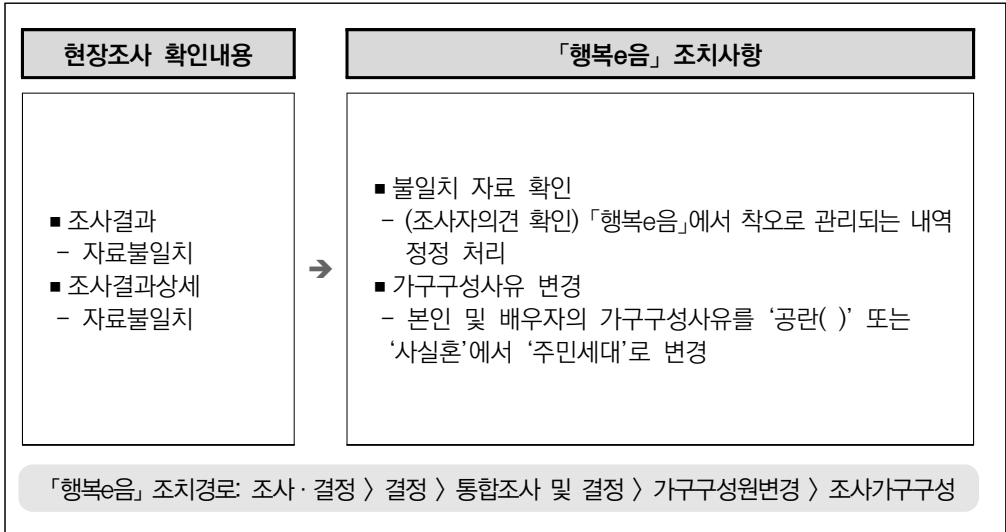 현장조사 확인내용
「행복e음」 조치사항
■ 조사결과
- 자료불일치
■ 조사결과상세
- 자료불일치
➔
■ 불일치 자료 확인
- (조사자의견 확인) 「행복e음」에서 착오로 관리되는 내역
정정 처리
■ 가구구성사유 변경
- 본인 및 배우자의 가구구성사유를 ‘공란( )’ 또는
‘사실혼’에서 ‘주민세대’로 변경
「행복e음」 조치경로: 조사·결정 〉 결정 〉 통합조사 및 결정 〉 가구구성원변경 〉 조사가구구성